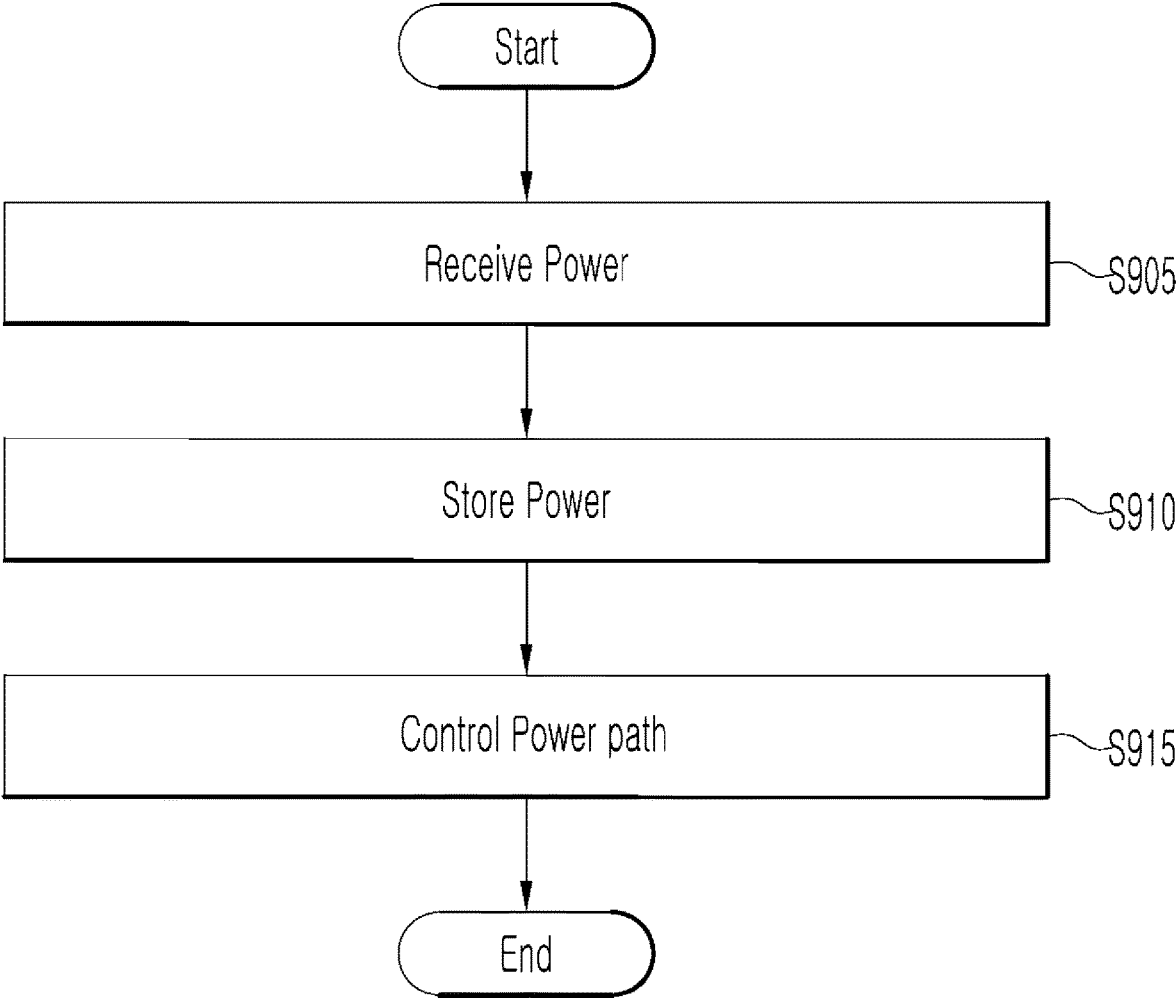 Start
Receive Power
S905
Store Power
S910
Control Power path
S915
End